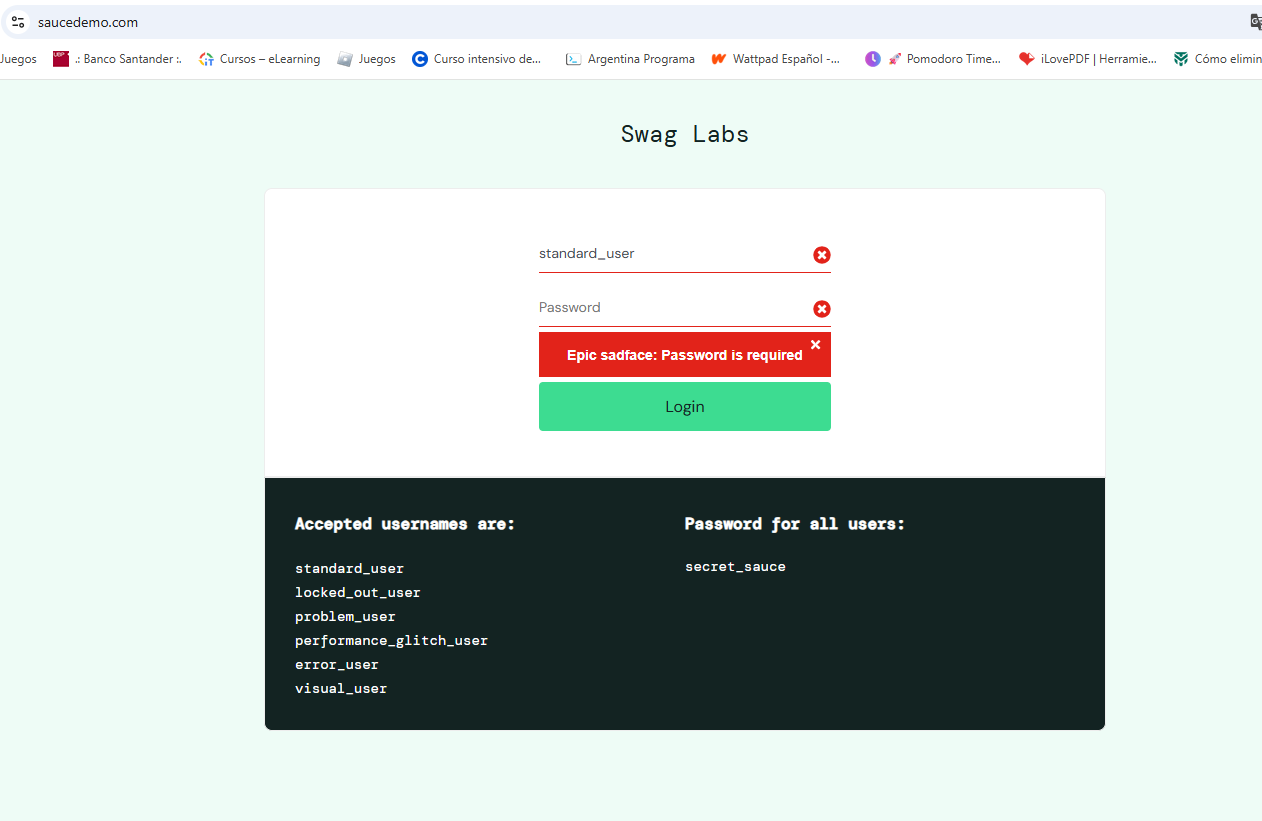 saucedemo.com
Juegos .: Banco Santander :. Cursos – eLearning Juegos Curso intensivo de... Argentina Programa Wattpad Español -... 🚀 Pomodoro Time... iLovePDF | Herramie... Cómo elimin
Swag Labs
standard_user
Password
Epic sadface: Password is required
Login
Accepted usernames are:
standard_user
locked_out_user
problem_user
performance_glitch_user
error_user
visual_user
Password for all users:
secret_sauce